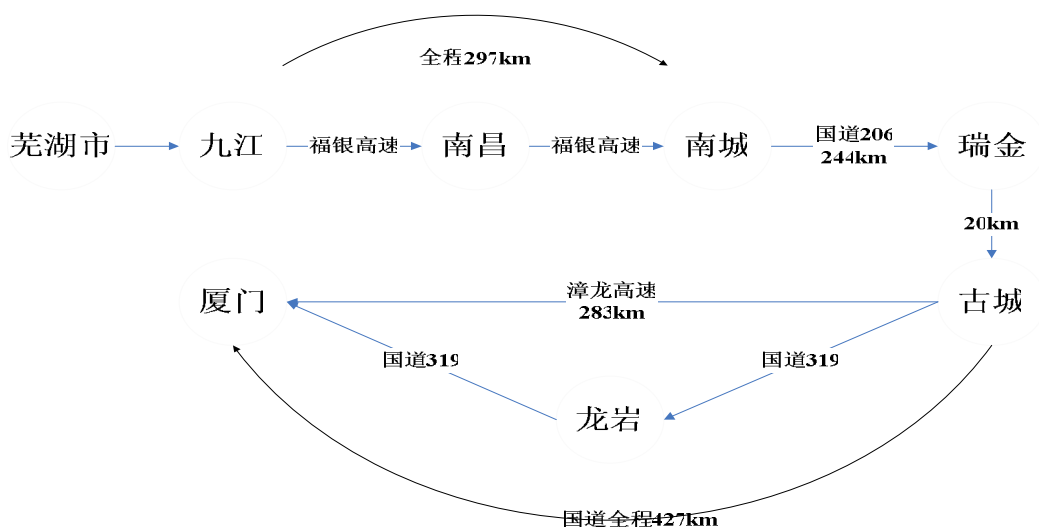 全程297km
芜湖市
九江
福银高速
南昌
福银高速
南城
国道206
244km
瑞金
20km
厦门
漳龙高速
283km
古城
国道319
国道319
龙岩
国道全程427km